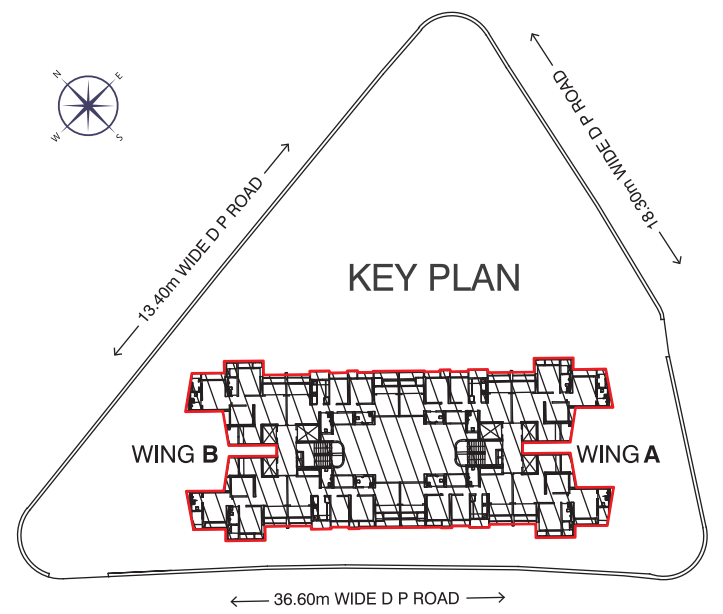 N
E
W
S
13.40m WIDE D P ROAD
18.30m WIDE D P ROAD
KEY PLAN
WING B
WING A
36.60m WIDE D P ROAD